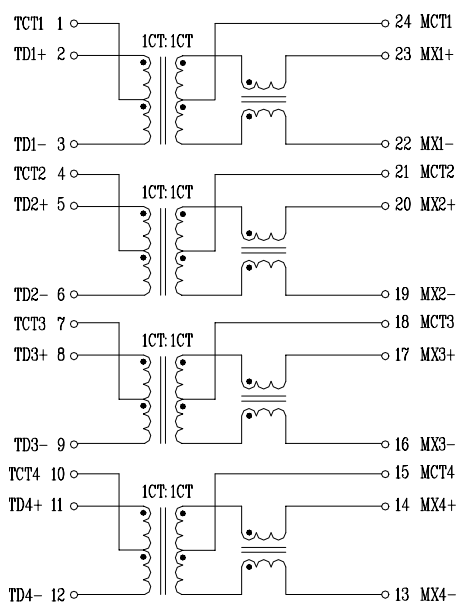 TCT1 1 24 MCT1
1CT:1CT
TD1+ 2 23 MX1+
TD1- 3 22 MX1-
TCT2 4 21 MCT2
1CT:1CT
TD2+ 5 20 MX2+
TD2- 6 19 MX2-
TCT3 7 18 MCT3
1CT:1CT
TD3+ 8 17 MX3+
TD3- 9 16 MX3-
TCT4 10 15 MCT4
1CT:1CT
TD4+ 11 14 MX4+
TD4- 12 13 MX4-